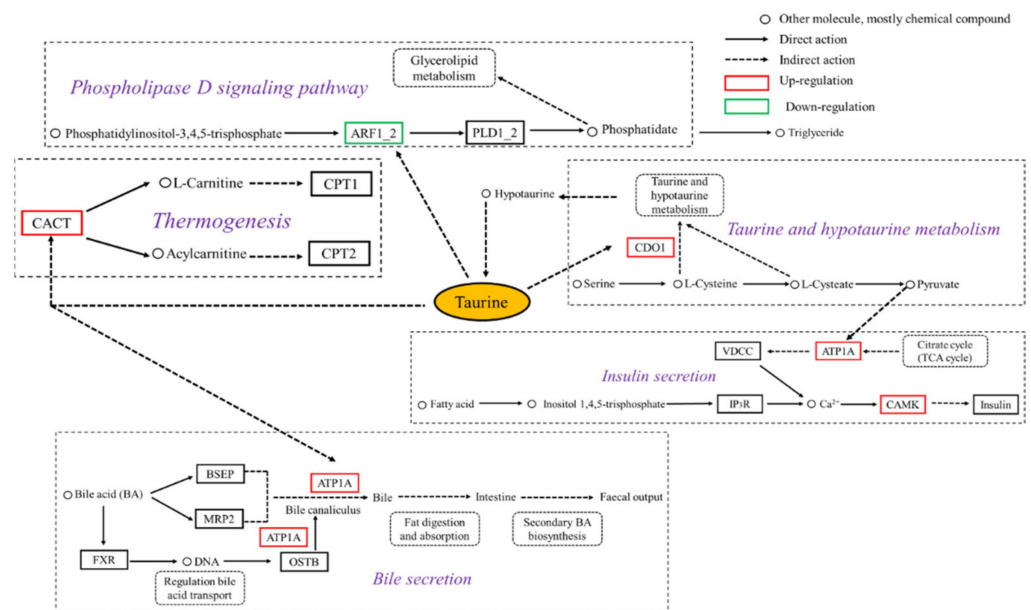 Other molecule, mostly chemical compound
Direct action
Indirect action
Up-regulation
Down-regulation
Phospholipase D signaling pathway
Glycerolipid
metabolism
Phosphatidylinositol-3,4,5-trisphosphate
ARF1_2
PLD1_2
Phosphatidate
Triglyceride
L-Carnitine
CPT1
Thermogenesis
CACT
Acylcarnitine
CPT2
Hypotaurine
Taurine and
hypotaurine
metabolism
Taurine and hypotaurine metabolism
CDO1
Serine
L-Cysteine
L-Cysteate
Pyruvate
Taurine
VDCC
ATP1A
Citrate cycle
(TCA cycle)
Insulin secretion
Fatty acid
Inositol 1,4,5-trisphosphate
IP₃R
Ca²⁺
CAMK
Insulin
BSEP
ATP1A
Bile acid (BA)
Bile
Intestine
Faecal output
MRP2
Bile canaliculus
ATP1A
Fat digestion
and absorption
Secondary BA
biosynthesis
FXR
DNA
OSTB
Regulation bile
acid transport
Bile secretion